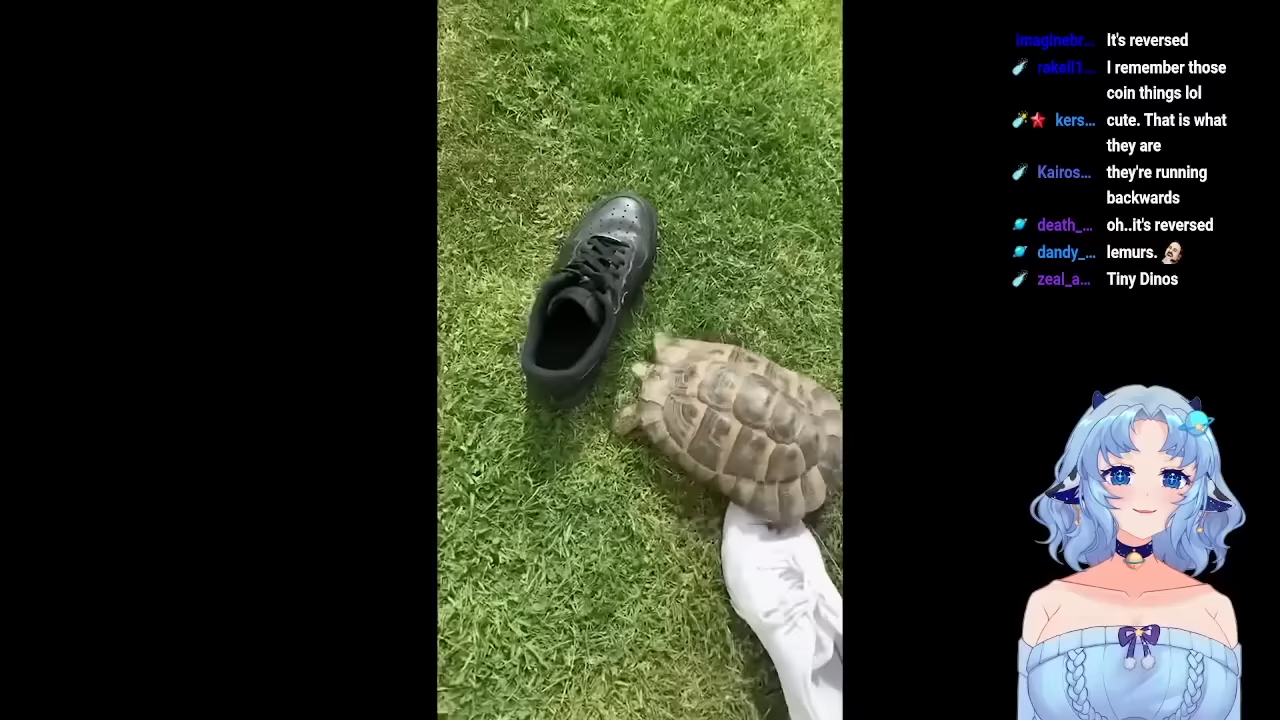 imaginebr... It's reversed
rakell1... I remember those
coin things lol
kers... cute. That is what
they are
Kairos... they're running
backwards
death_... oh..it's reversed
dandy_... lemurs.
zeal_a... Tiny Dinos